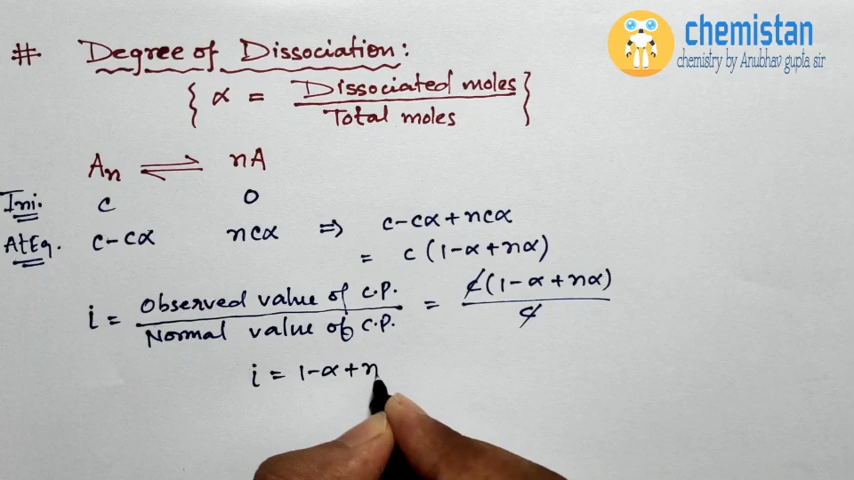 chemistan
chemistry by Anubhav gupta sir
# Degree of Dissociation:
{ α = Dissociated moles / Total moles }
Aₙ ⇌ nA
Ini. c 0
At Eq. c-cα ncα ⇒ c-cα+ncα
= c (1-α+nα)
i = Observed value of c.p. / Normal value of c.p. = c(1-α+nα) / c
i = 1-α+n